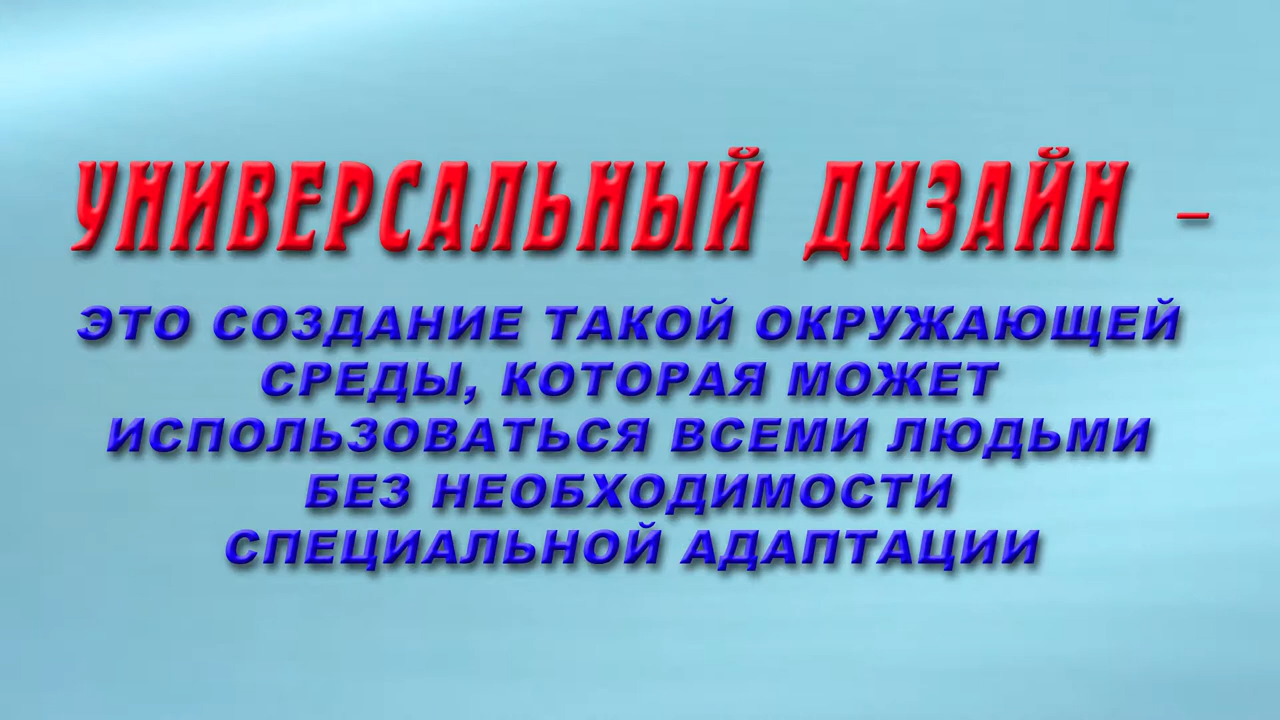 УНИВЕРСАЛЬНЫЙ ДИЗАЙН –
ЭТО СОЗДАНИЕ ТАКОЙ ОКРУЖАЮЩЕЙ
СРЕДЫ, КОТОРАЯ МОЖЕТ
ИСПОЛЬЗОВАТЬСЯ ВСЕМИ ЛЮДЬМИ
БЕЗ НЕОБХОДИМОСТИ
СПЕЦИАЛЬНОЙ АДАПТАЦИИ